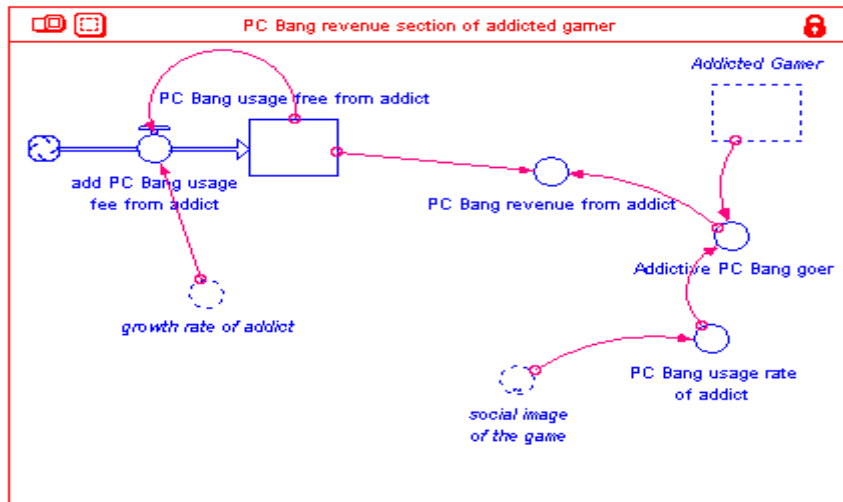 PC Bang revenue section of addicted gamer
Addicted Gamer
PC Bang usage free from addict
add PC Bang usage
fee from addict
PC Bang revenue from addict
Addictive PC Bang goer
growth rate of addict
PC Bang usage rate
of addict
social image
of the game